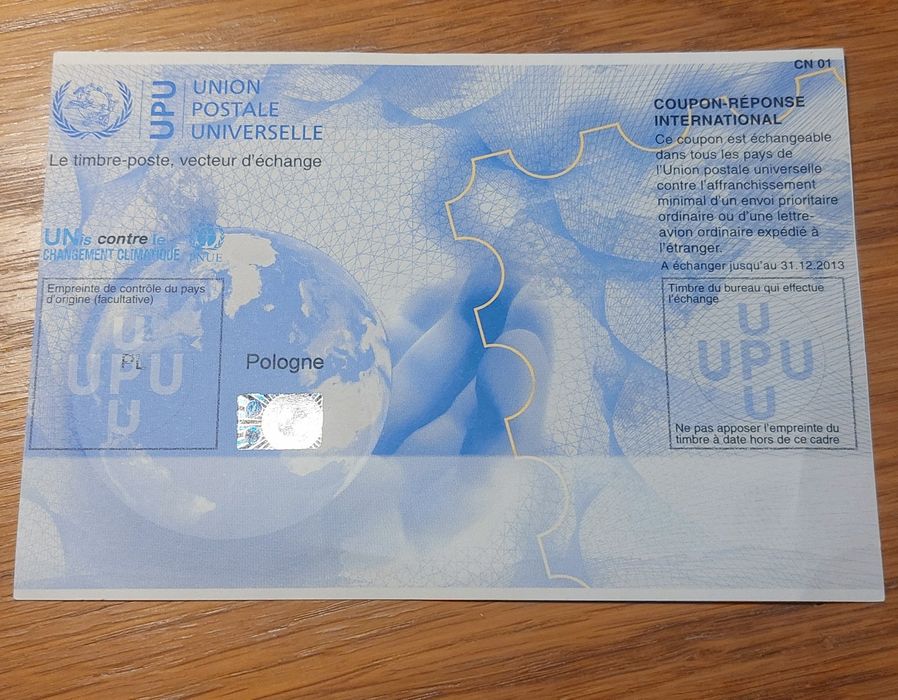 CN 01
UPU
UNION
POSTALE
UNIVERSELLE
Le timbre-poste, vecteur d'échange
COUPON-RÉPONSE
INTERNATIONAL
Ce coupon est échangeable
dans tous les pays de
l'Union postale universelle
contre l'affranchissement
minimal d'un envoi prioritaire
ordinaire ou d'une lettre-
avion ordinaire expédié à
l'étranger.
A échanger jusqu'au 31.12.2013
UNis contre le
CHANGEMENT CLIMATIQUE
PNUE
Empreinte de contrôle du pays
d'origine (facultative)
U
UPU
U
PL
Pologne
Timbre du bureau qui effectue
l'échange
U
UPU
U
Ne pas apposer l'empreinte du
timbre à date hors de ce cadre